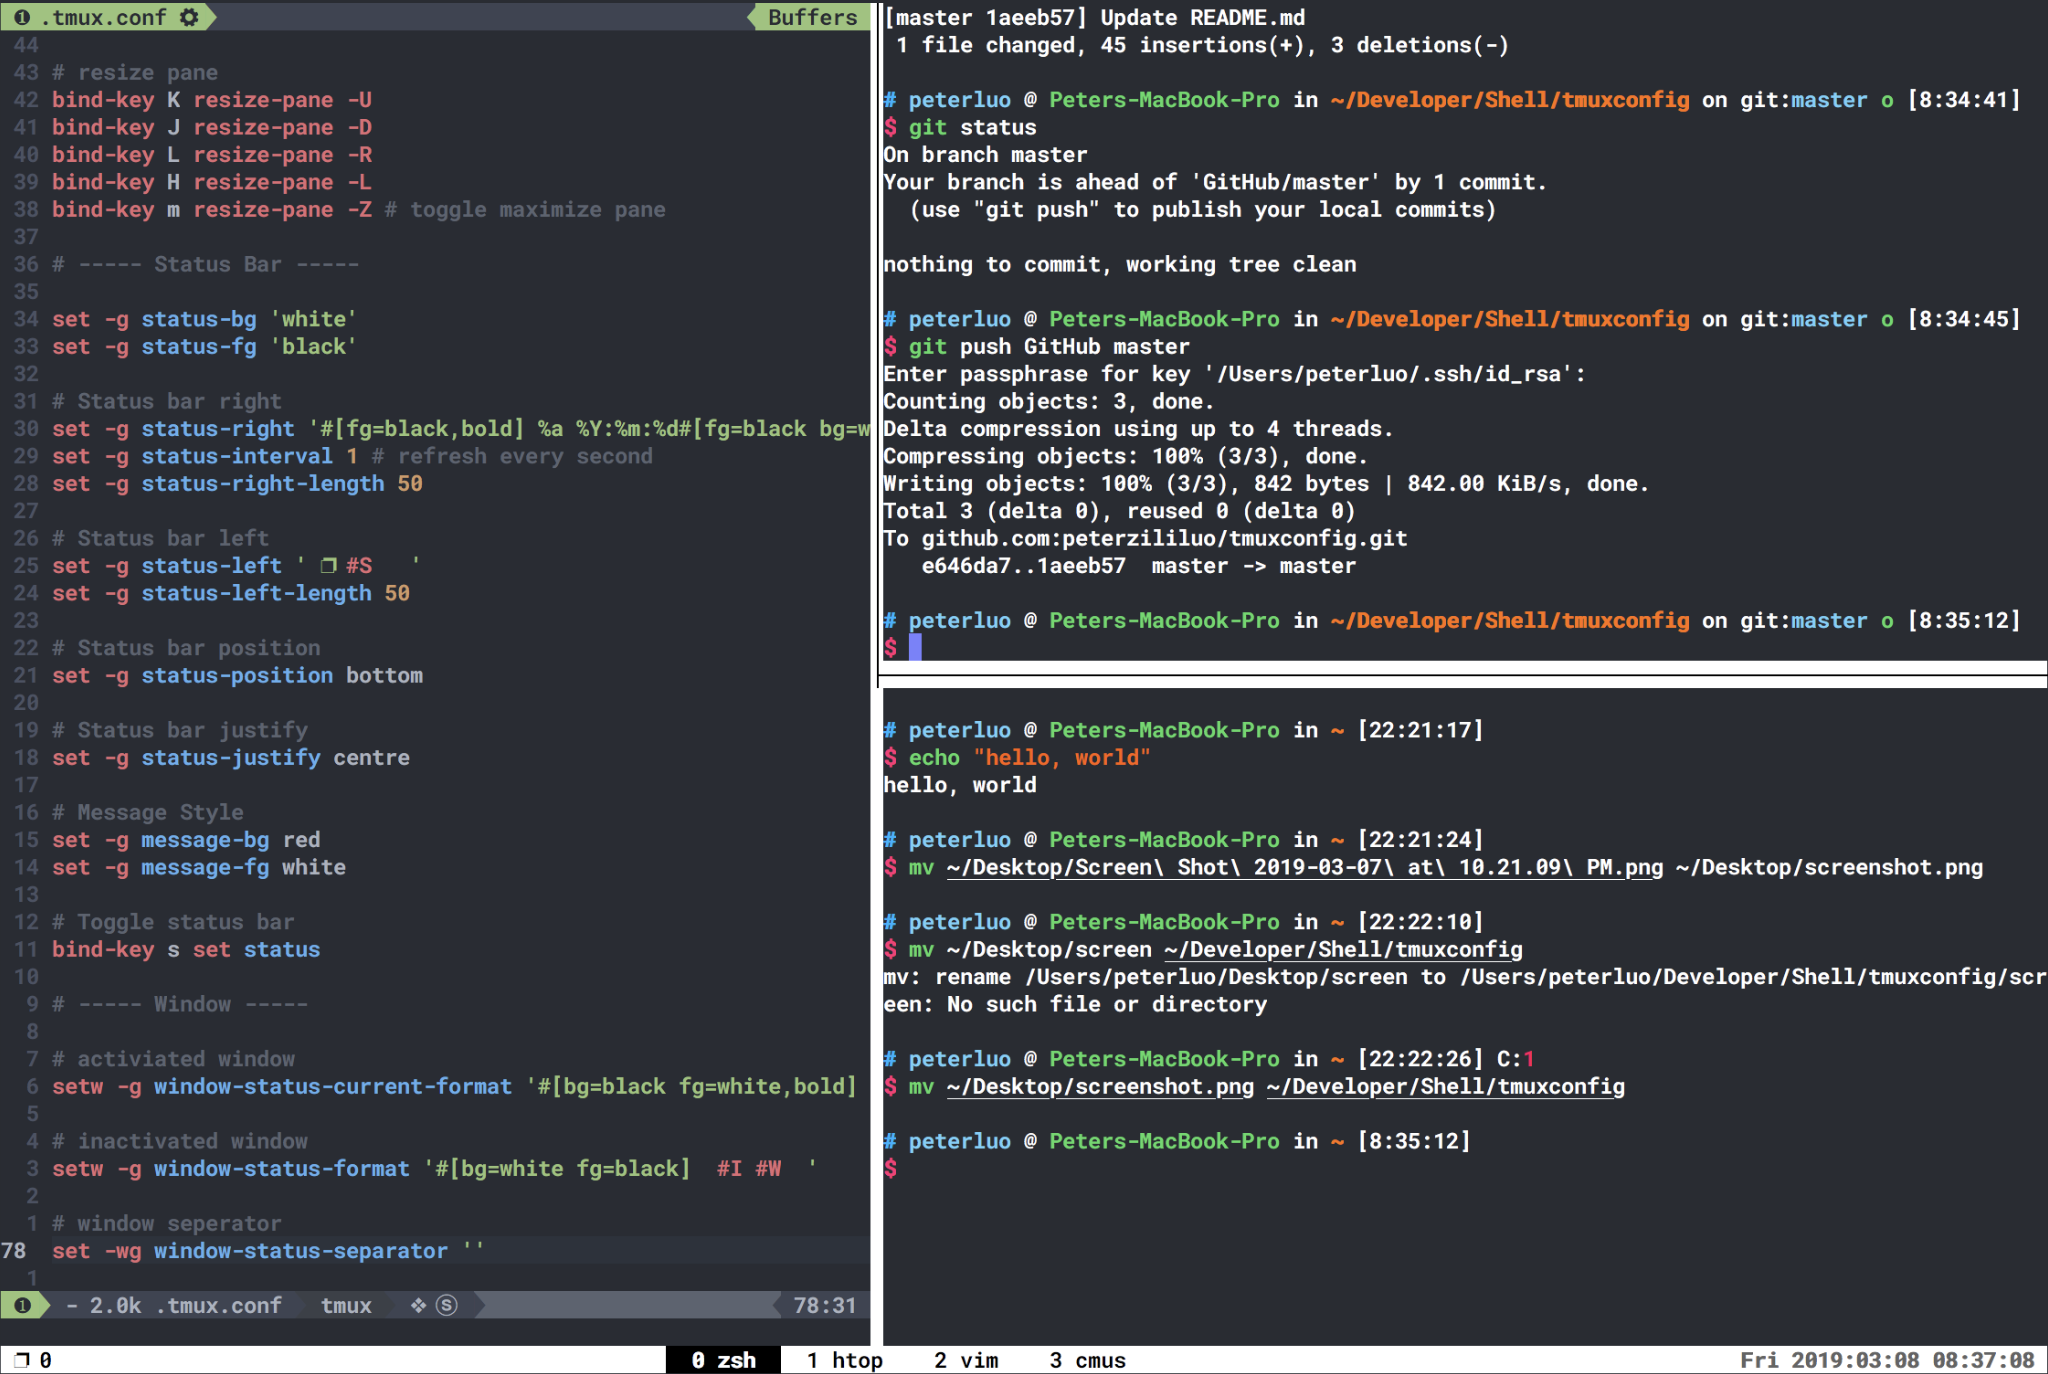 ❶ .tmux.conf Buffers
44
43 # resize pane
42 bind-key K resize-pane -U
41 bind-key J resize-pane -D
40 bind-key L resize-pane -R
39 bind-key H resize-pane -L
38 bind-key m resize-pane -Z # toggle maximize pane
37
36 # ----- Status Bar -----
35
34 set -g status-bg 'white'
33 set -g status-fg 'black'
32
31 # Status bar right
30 set -g status-right '#[fg=black,bold] %a %Y:%m:%d#[fg=black bg=w
29 set -g status-interval 1 # refresh every second
28 set -g status-right-length 50
27
26 # Status bar left
25 set -g status-left ' ❐ #S   '
24 set -g status-left-length 50
23
22 # Status bar position
21 set -g status-position bottom
20
19 # Status bar justify
18 set -g status-justify centre
17
16 # Message Style
15 set -g message-bg red
14 set -g message-fg white
13
12 # Toggle status bar
11 bind-key s set status
10
9 # ----- Window -----
8
7 # activiated window
6 setw -g window-status-current-format '#[bg=black fg=white,bold]
5
4 # inactivated window
3 setw -g window-status-format '#[bg=white fg=black]  #I #W  '
2
1 # window seperator
78 set -wg window-status-separator ''
1
❶ - 2.0k .tmux.conf tmux ❖ Ⓢ 78:31
[master 1aeeb57] Update README.md
1 file changed, 45 insertions(+), 3 deletions(-)
# peterluo @ Peters-MacBook-Pro in ~/Developer/Shell/tmuxconfig on git:master o [8:34:41]
$ git status
On branch master
Your branch is ahead of 'GitHub/master' by 1 commit.
(use "git push" to publish your local commits)
nothing to commit, working tree clean
# peterluo @ Peters-MacBook-Pro in ~/Developer/Shell/tmuxconfig on git:master o [8:34:45]
$ git push GitHub master
Enter passphrase for key '/Users/peterluo/.ssh/id_rsa':
Counting objects: 3, done.
Delta compression using up to 4 threads.
Compressing objects: 100% (3/3), done.
Writing objects: 100% (3/3), 842 bytes | 842.00 KiB/s, done.
Total 3 (delta 0), reused 0 (delta 0)
To github.com:peterzililuo/tmuxconfig.git
e646da7..1aeeb57  master -> master
# peterluo @ Peters-MacBook-Pro in ~/Developer/Shell/tmuxconfig on git:master o [8:35:12]
$
# peterluo @ Peters-MacBook-Pro in ~ [22:21:17]
$ echo "hello, world"
hello, world
# peterluo @ Peters-MacBook-Pro in ~ [22:21:24]
$ mv ~/Desktop/Screen\ Shot\ 2019-03-07\ at\ 10.21.09\ PM.png ~/Desktop/screenshot.png
# peterluo @ Peters-MacBook-Pro in ~ [22:22:10]
$ mv ~/Desktop/screen ~/Developer/Shell/tmuxconfig
mv: rename /Users/peterluo/Desktop/screen to /Users/peterluo/Developer/Shell/tmuxconfig/scr
een: No such file or directory
# peterluo @ Peters-MacBook-Pro in ~ [22:22:26] C:1
$ mv ~/Desktop/screenshot.png ~/Developer/Shell/tmuxconfig
# peterluo @ Peters-MacBook-Pro in ~ [8:35:12]
$
❐ 0 0 zsh 1 htop 2 vim 3 cmus Fri 2019:03:08 08:37:08